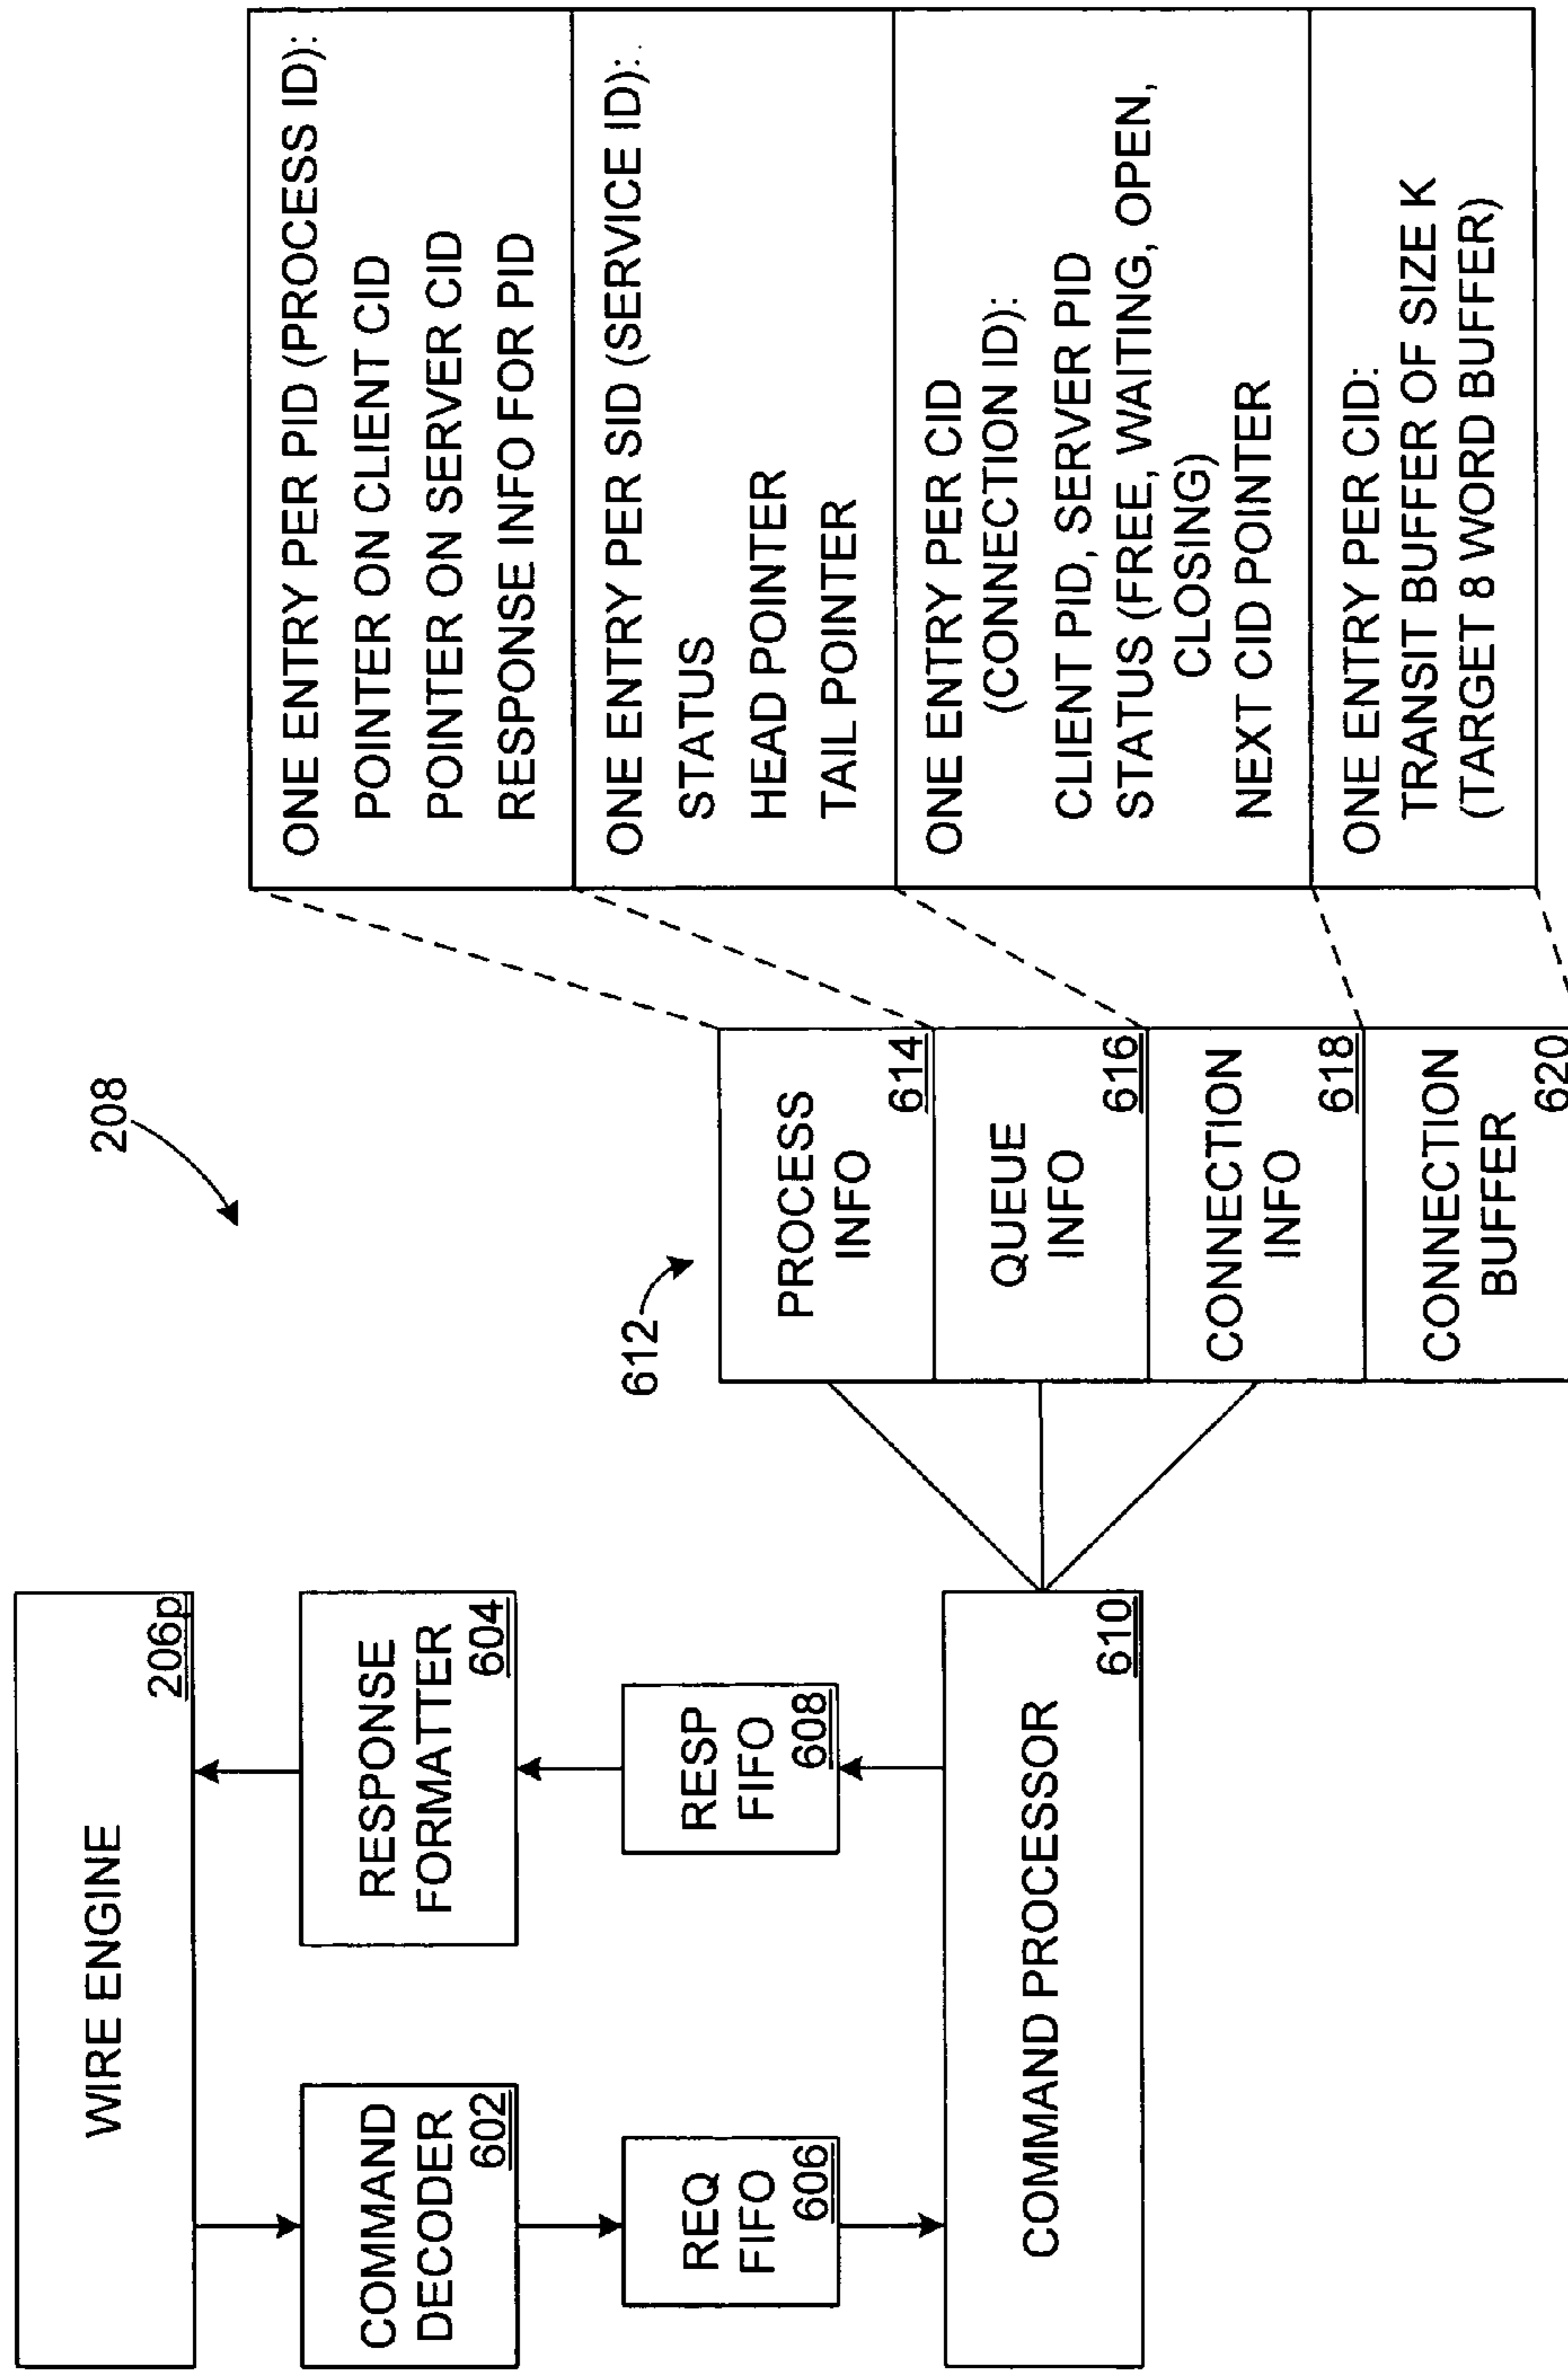 208
WIRE ENGINE
206p
COMMAND
DECODER
602
RESPONSE
FORMATTER
604
REQ
FIFO
606
RESP
FIFO
608
COMMAND PROCESSOR
610
612
PROCESS
INFO
614
QUEUE
INFO
616
CONNECTION
INFO
618
CONNECTION
BUFFER
620
ONE ENTRY PER PID (PROCESS ID):
POINTER ON CLIENT CID
POINTER ON SERVER CID
RESPONSE INFO FOR PID
ONE ENTRY PER SID (SERVICE ID):
STATUS
HEAD POINTER
TAIL POINTER
ONE ENTRY PER CID
(CONNECTION ID):
CLIENT PID, SERVER PID
STATUS (FREE, WAITING, OPEN,
CLOSING)
NEXT CID POINTER
ONE ENTRY PER CID:
TRANSIT BUFFER OF SIZE K
(TARGET 8 WORD BUFFER)